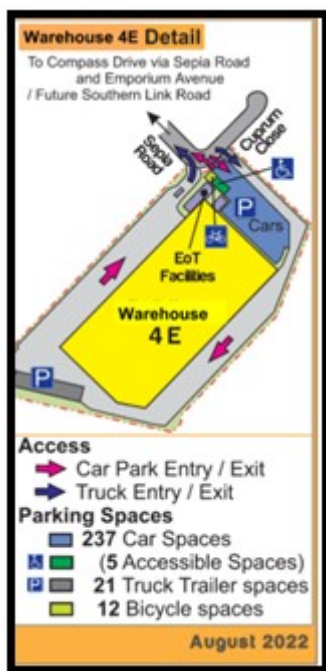 Warehouse 4E Detail
To Compass Drive via Sepia Road
and Emporium Avenue
/ Future Southern Link Road
Sepia
Road
Cuprum
Close
P
Cars
EoT
Facilities
Warehouse
4E
P
Access
Car Park Entry / Exit
Truck Entry / Exit
Parking Spaces
237 Car Spaces
(5 Accessible Spaces)
P 21 Truck Trailer spaces
12 Bicycle spaces
August 2022